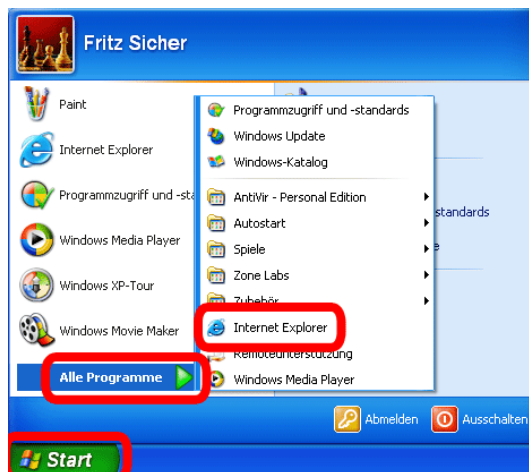 Fritz Sicher
Paint
Internet Explorer
Programmzugriff und -sta
Windows Media Player
Windows XP-Tour
Windows Movie Maker
Alle Programme
Programmzugriff und -standards
Windows Update
Windows-Katalog
AntiVir - Personal Edition
Autostart
Spiele
Zone Labs
Zubehör
Internet Explorer
Remoteunterstützung
Windows Media Player
standards
Abmelden
Ausschalten
Start